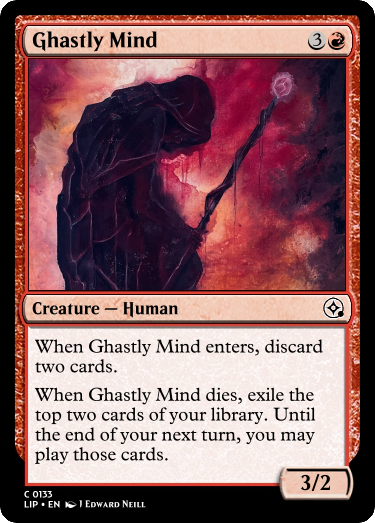 Ghastly Mind 3
Creature — Human
When Ghastly Mind enters, discard
two cards.
When Ghastly Mind dies, exile the
top two cards of your library. Until
the end of your next turn, you may
play those cards.
3/2
C 0133
LIP • EN J Edward Neill